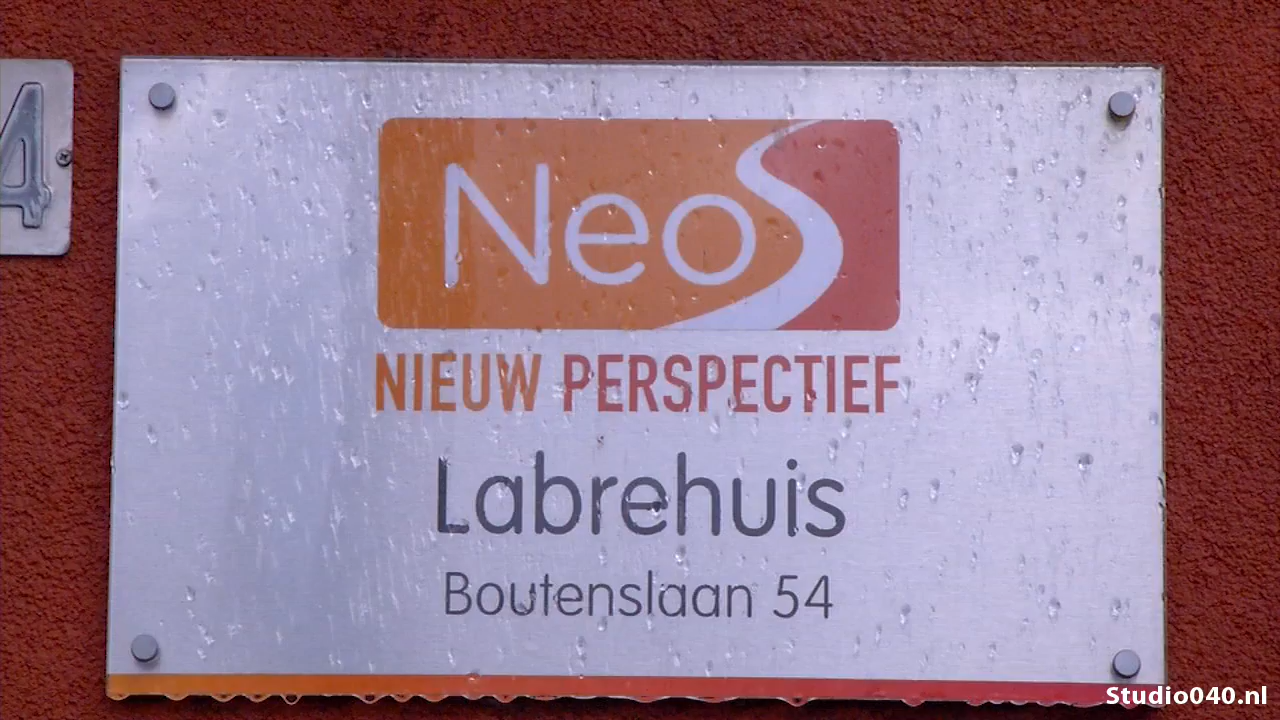 4
NeoS
NIEUW PERSPECTIEF
Labrehuis
Boutenslaan 54
Studio040.nl